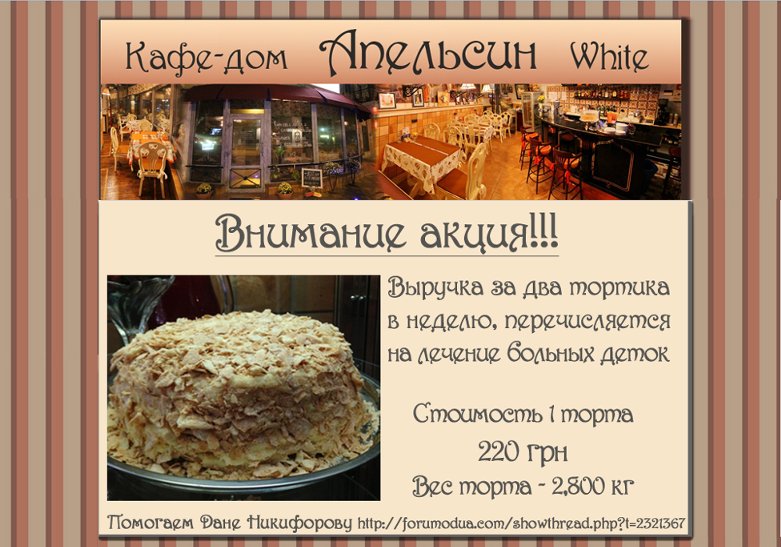 Кафе-дом Апельсин White
Внимание акция!!!
Выручка за два тортика
в неделю, перечисляется
на лечение больных деток
Стоимость 1 торта
220 грн
Вес торта - 2,800 кг
Помогаем Дане Никифорову http://forumodua.com/showthread.php?t=2321367